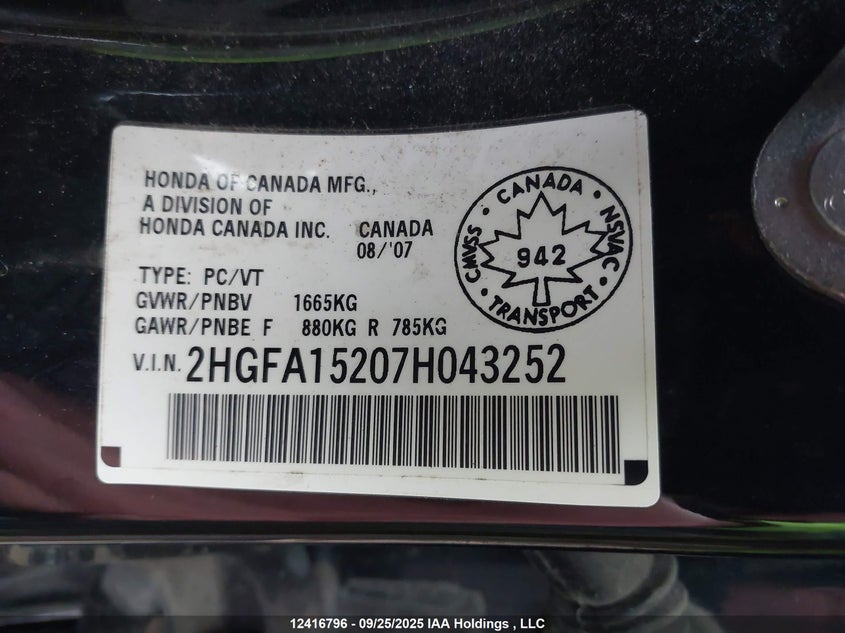 HONDA OF CANADA MFG.,
A DIVISION OF
HONDA CANADA INC. CANADA
08/'07
TYPE: PC/VT
GVWR/PNBV 1665KG
GAWR/PNBE F 880KG R 785KG
V.I.N. 2HGFA15207H043252
CANADA
CMVSS • NSVAC
942
TRANSPORT
12416796 - 09/25/2025 IAA Holdings , LLC